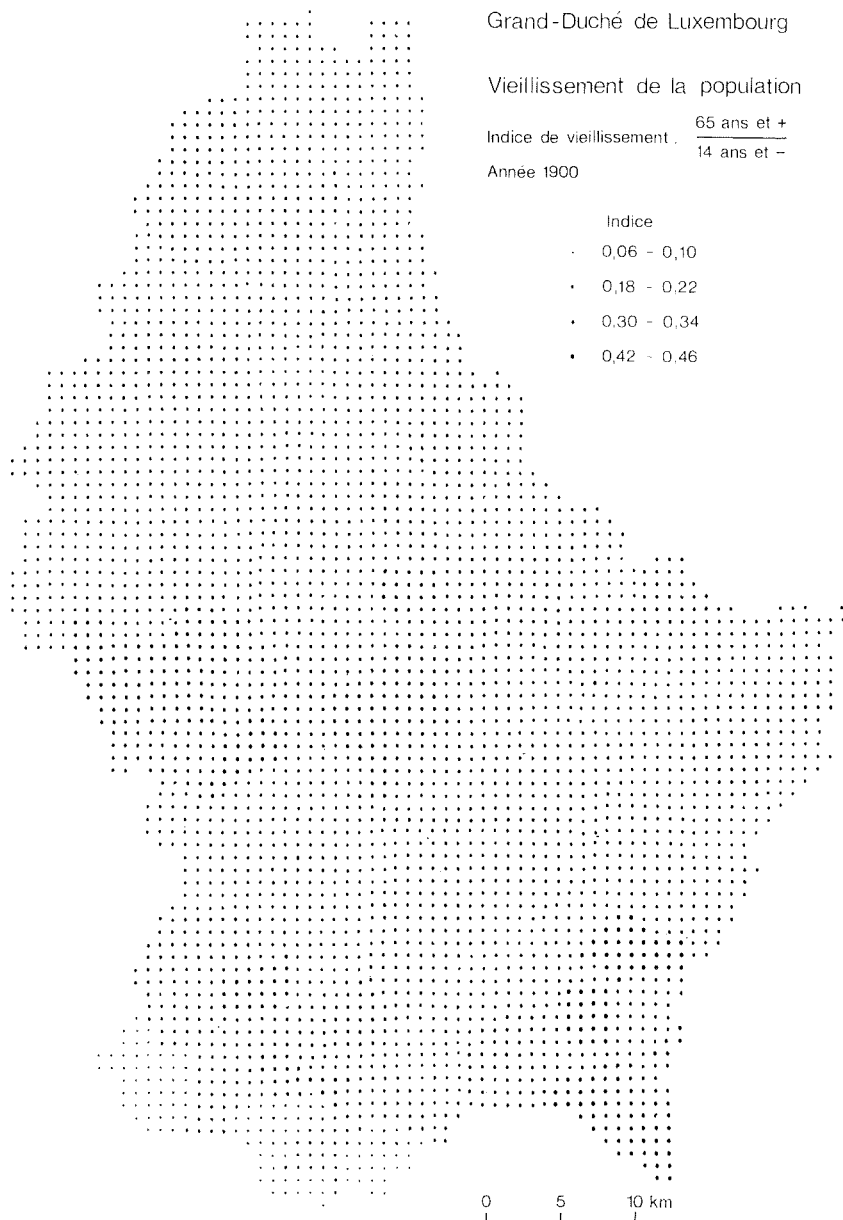 Grand-Duché de Luxembourg
Vieillissement de la population
Indice de vieillissement. 65 ans et +
14 ans et -
Année 1900
Indice
0,06 - 0,10
0,18 - 0,22
0,30 - 0,34
0,42 - 0,46
0 5 10 km